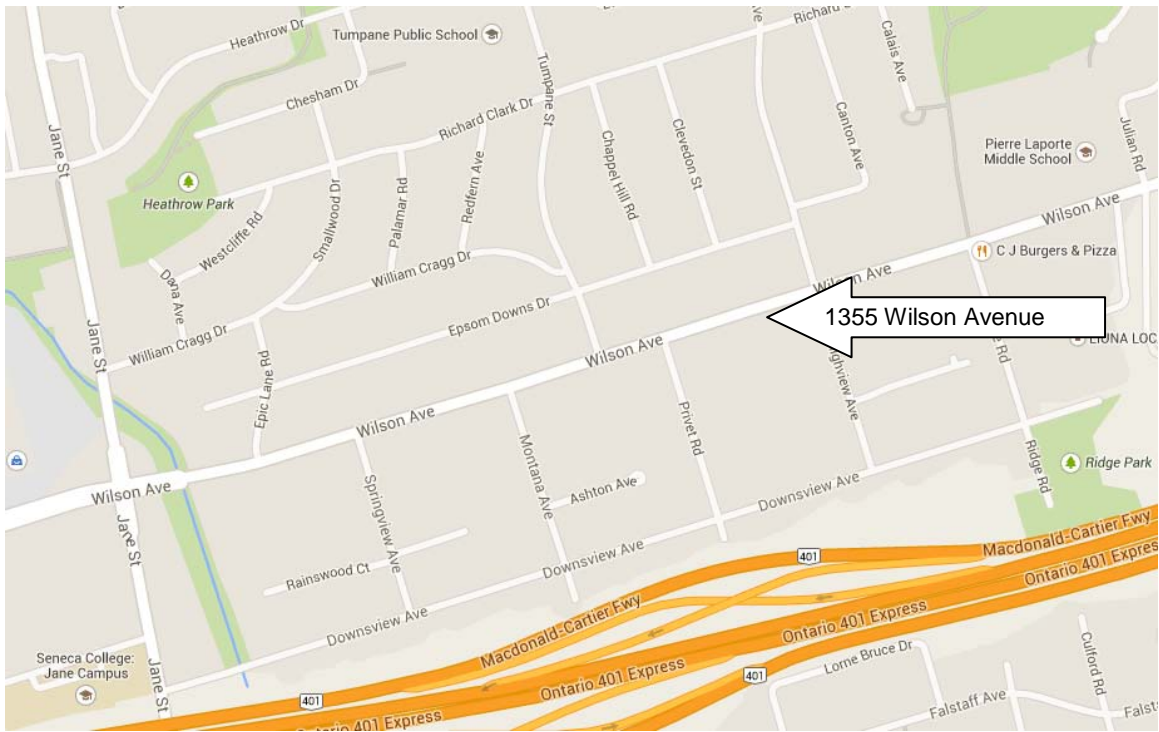 Heathrow Dr
Tumpane Public School
Richard
Chesham Dr
Tumpane St
Calais Ave
Jane St
Richard Clark Dr
Canton Ave
Julian Rd
Clevedon St
Chappel Hill Rd
Pierre Laporte
Middle School
Heathrow Park
Redfern Ave
Palamar Rd
Smallwood Dr
Westcliffe Rd
Wilson Ave
C J Burgers & Pizza
Dana Ave
William Cragg Dr
Wilson Ave
1355 Wilson Avenue
Jane St
Epsom Downs Dr
William Cragg Dr
Wilson Ave
LIUNA LOC
Epic Lane Rd
Wilson Ave
Privet Rd
Montana Ave
Springview Ave
Ridge Rd
Ridge Park
Wilson Ave
Ashton Ave
Downsview Ave
Jane St
Macdonald-Cartier Fwy
401
Downsview Ave
Rainswood Ct
Ontario 401 Express
Downsview Ave
Macdonald-Cartier Fwy
Ontario 401 Express
Lorne Bruce Dr
Culford Rd
Seneca College:
Jane Campus
Jane St
Ontario 401 Express
401
401
Falstaff Ave
Falst
401 Express